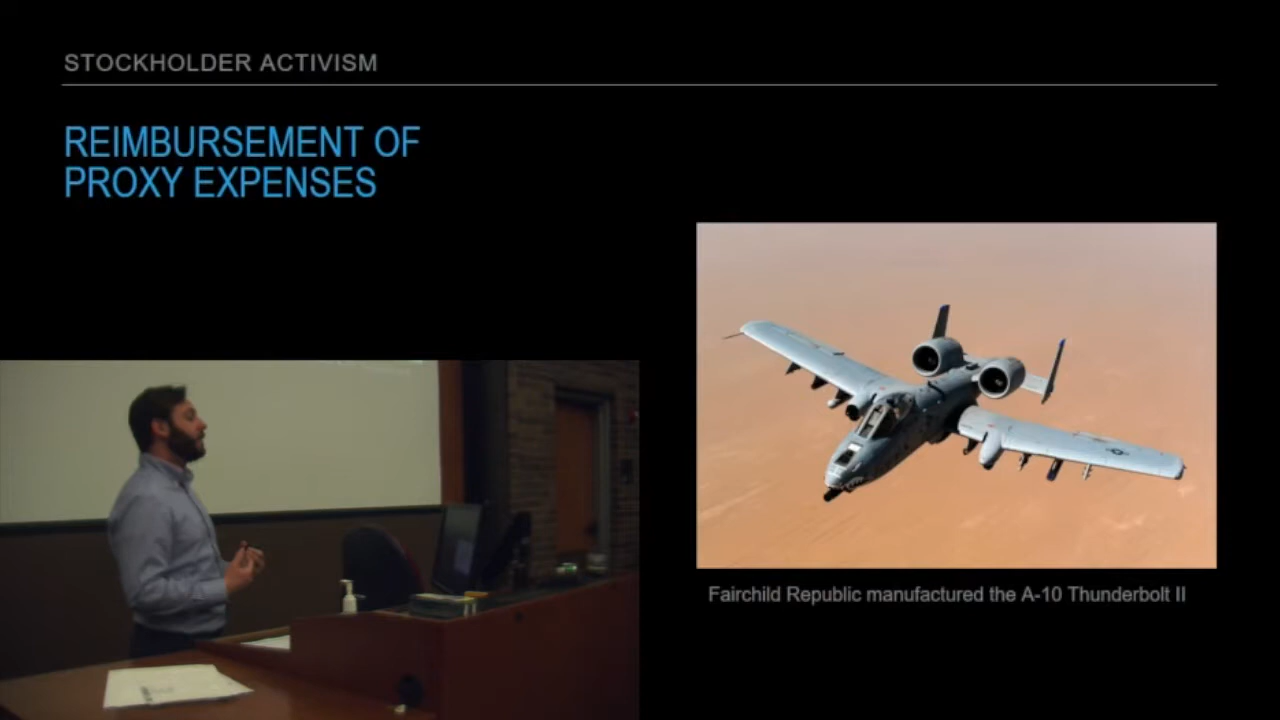 STOCKHOLDER ACTIVISM
REIMBURSEMENT OF
PROXY EXPENSES
Fairchild Republic manufactured the A-10 Thunderbolt II